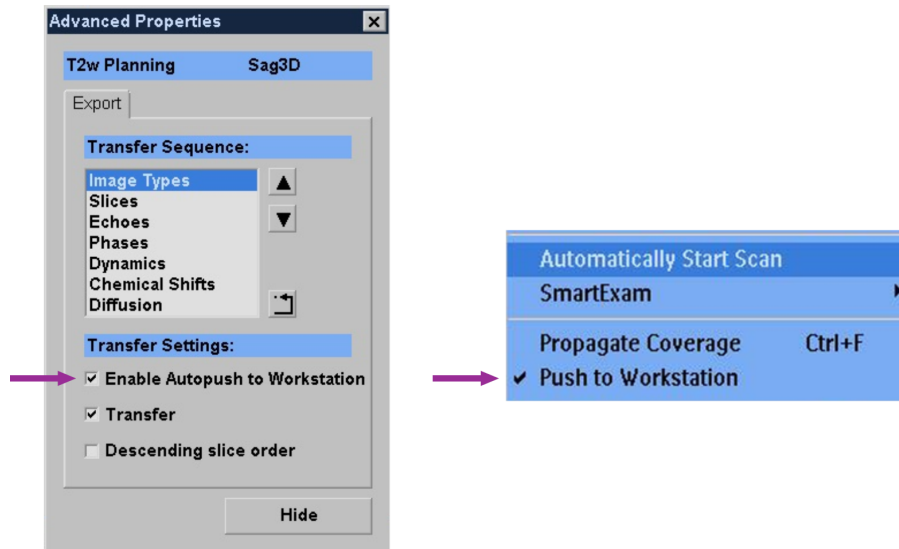 Advanced Properties
T2w Planning Sag3D
Export
Transfer Sequence:
Image Types
Slices
Echoes
Phases
Dynamics
Chemical Shifts
Diffusion
Transfer Settings:
Enable Autopush to Workstation
Transfer
Descending slice order
Hide
Automatically Start Scan
SmartExam
Propagate Coverage Ctrl+F
Push to Workstation